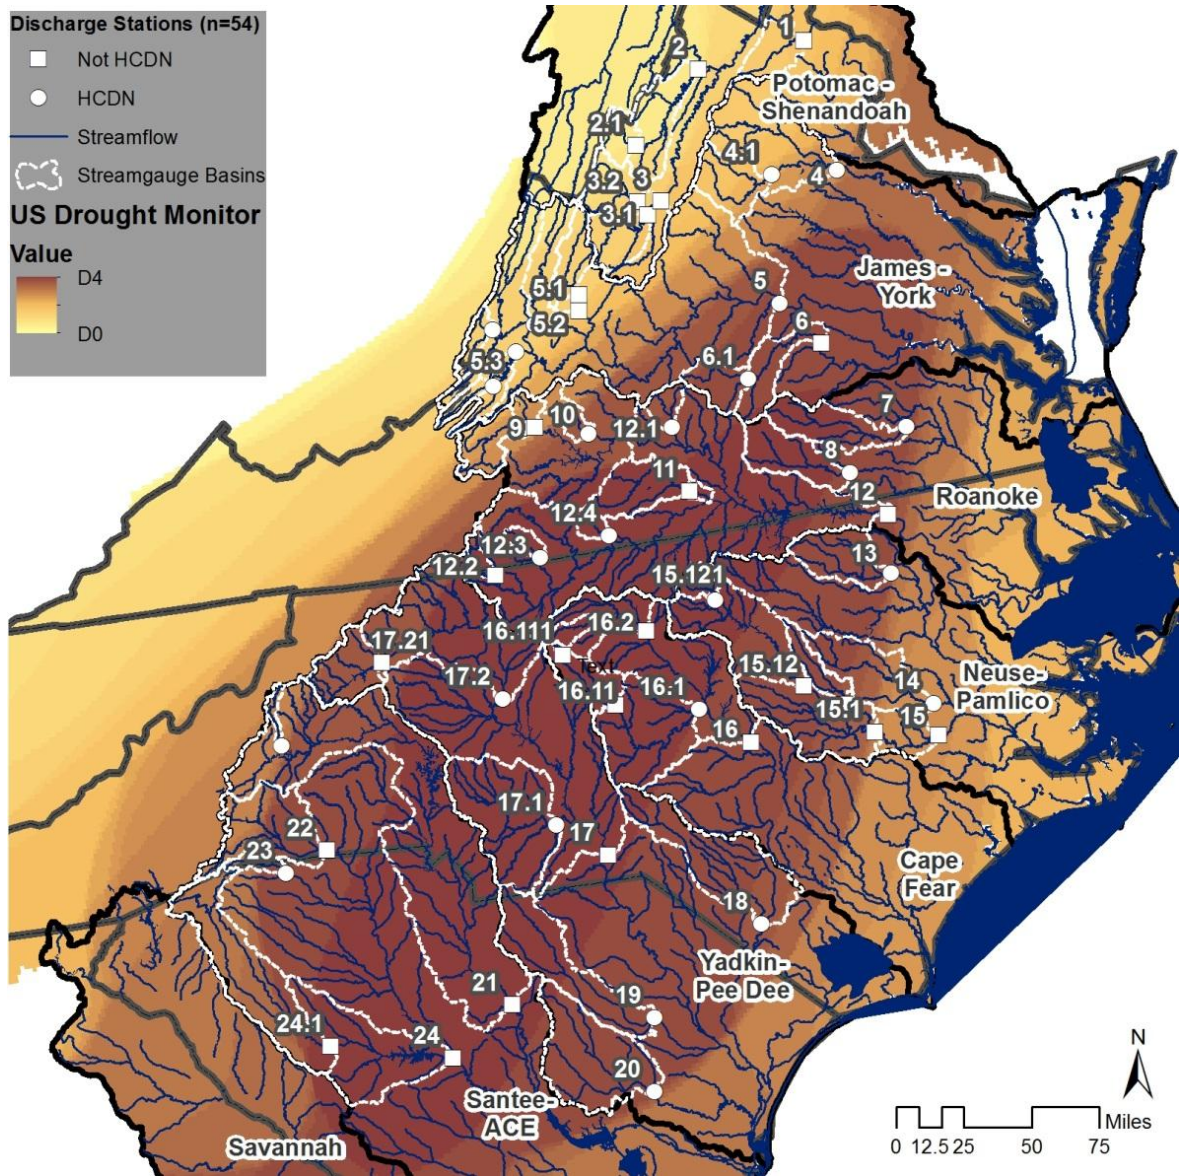 Discharge Stations (n=54)
Not HCDN
HCDN
Streamflow
Streamgauge Basins
US Drought Monitor
Value
D4
D0
1
2
Potomac -
Shenandoah
2.1
4.1
3.2
3
4
3.1
James -
York
5.1
5
5.2
6
5.3
6.1
7
9
10
12.1
8
11
12
Roanoke
12.4
12.3
13
12.2
15.121
16.111
16.2
17.21
Text
15.12
14
Neuse-
Pamlico
17.2
16.11
16.1
15.1
15
16
17.1
17
22
23
Cape
Fear
18
Yadkin-
Pee Dee
21
19
24.1
24
20
Santee-
ACE
Savannah
N
Miles
0 12.5 25 50 75